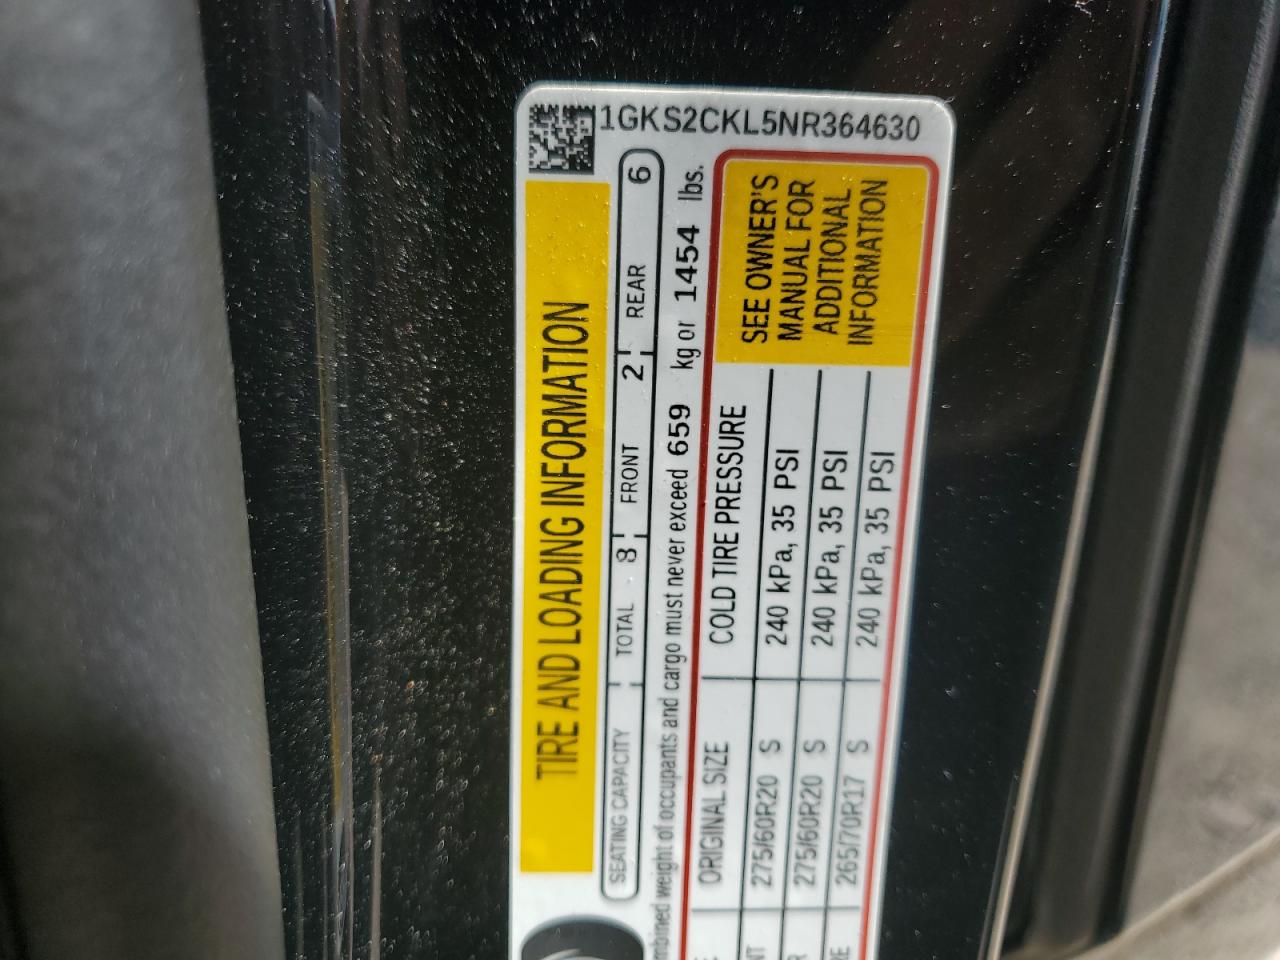 1GKS2CKL5NR364630
TIRE AND LOADING INFORMATION
SEATING CAPACITY TOTAL 8 FRONT 2 REAR 6
weight of occupants and cargo must never exceed 659 kg or 1454 lbs.
ORIGINAL SIZE COLD TIRE PRESSURE
275/60R20 S 240 kPa, 35 PSI
275/60R20 S 240 kPa, 35 PSI
265/70R17 S 240 kPa, 35 PSI
SEE OWNER'S
MANUAL FOR
ADDITIONAL
INFORMATION